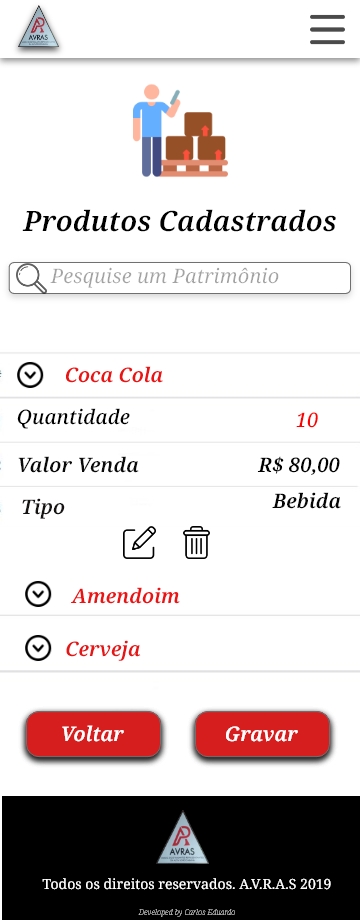 AVRAS
Produtos Cadastrados
Pesquise um Patrimônio
Coca Cola
Quantidade 10
Valor Venda R$ 80,00
Tipo Bebida
Amendoim
Cerveja
Voltar Gravar
AVRAS
Todos os direitos reservados. A.V.R.A.S 2019
Developed by Carlos Eduardo